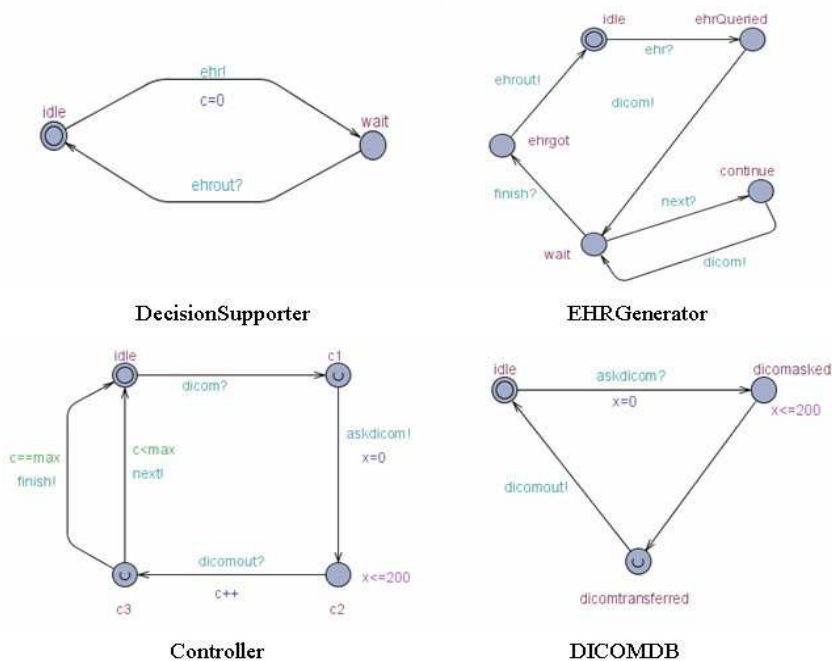 ehr!
c=0
idle
wait
ehrout?
DecisionSupporter
idle
ehrQueried
ehr?
ehrout!
dicom!
ehrgot
continue
finish?
next?
wait
dicom!
EHRGenerator
idle
c1
dicom?
askdicom!
x=0
c==max
finish!
c<max
next!
dicomout?
c++
x<=200
c3
c2
Controller
idle
dicomasked
askdicom?
x=0
x<=200
dicomout!
dicomtransferred
DICOMDB